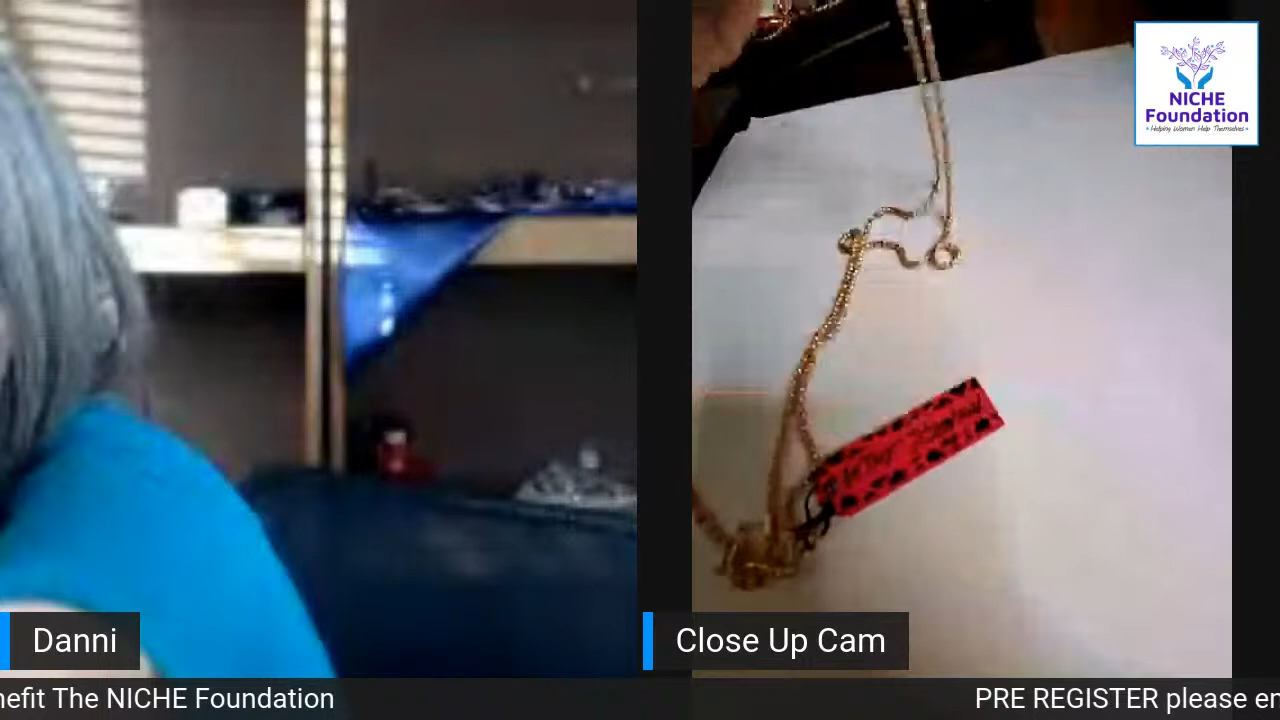 NICHE
Foundation
Helping Women Help Themselves
Danni
Close Up Cam
nefit The NICHE Foundation
PRE REGISTER please en